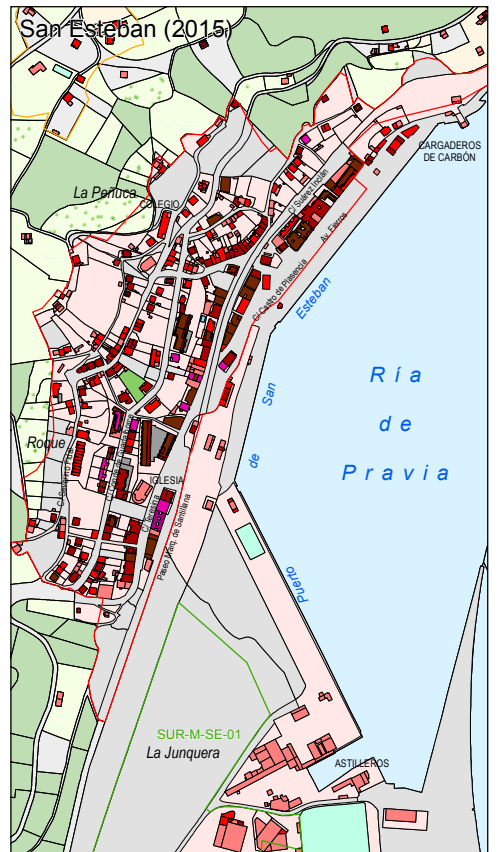 San Esteban (2015)
CARGADEROS
DE CARBÓN
La Peñuca
COLEGIO
C/ Suárez Inclán
Av. Fierros
C/ Castro de Plasencia
Esteban
San
de
Puerto
Ría
de
Pravia
Roque
IGLESIA
Paseo Marq. de Santillana
SUR-M-SE-01
La Junquera
ASTILLEROS